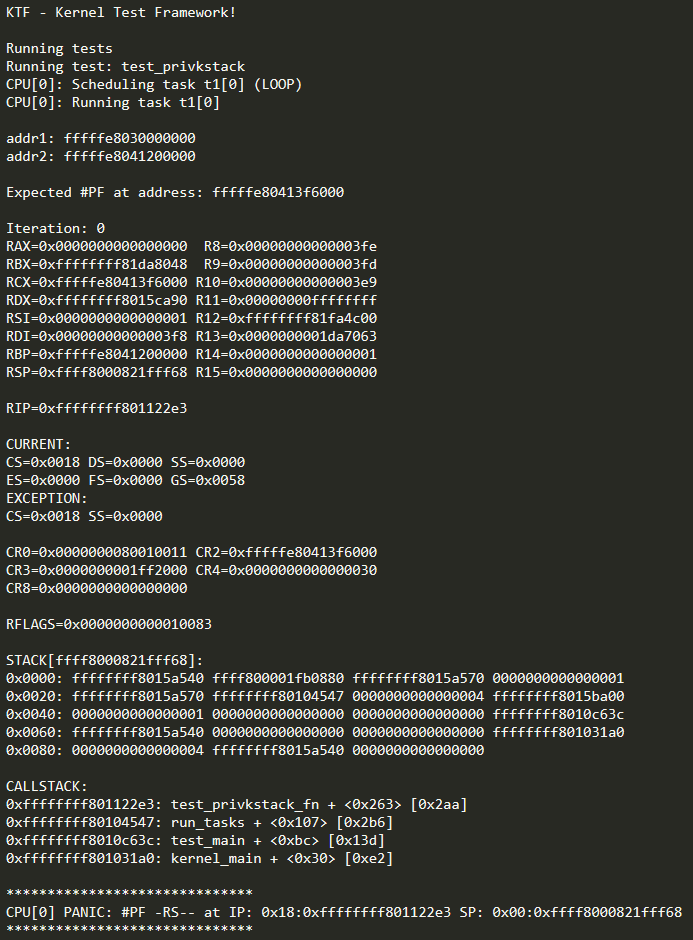 KTF - Kernel Test Framework!
Running tests
Running test: test_privkstack
CPU[0]: Scheduling task t1[0] (LOOP)
CPU[0]: Running task t1[0]
addr1: fffffe8030000000
addr2: fffffe8041200000
Expected #PF at address: fffffe80413f6000
Iteration: 0
RAX=0x0000000000000000  R8=0x00000000000003fe
RBX=0xffffffff81da8048  R9=0x00000000000003fd
RCX=0xfffffe80413f6000 R10=0x00000000000003e9
RDX=0xffffffff8015ca90 R11=0x00000000ffffffff
RSI=0x0000000000000001 R12=0xffffffff81fa4c00
RDI=0x00000000000003f8 R13=0x0000000001da7063
RBP=0xfffffe8041200000 R14=0x0000000000000001
RSP=0xffff8000821fff68 R15=0x0000000000000000
RIP=0xffffffff801122e3
CURRENT:
CS=0x0018 DS=0x0000 SS=0x0000
ES=0x0000 FS=0x0000 GS=0x0058
EXCEPTION:
CS=0x0018 SS=0x0000
CR0=0x0000000080010011 CR2=0xfffffe80413f6000
CR3=0x0000000001ff2000 CR4=0x0000000000000030
CR8=0x0000000000000000
RFLAGS=0x0000000000010083
STACK[ffff8000821fff68]:
0x0000: ffffffff8015a540 ffff800001fb0880 ffffffff8015a570 0000000000000001
0x0020: ffffffff8015a570 ffffffff80104547 0000000000000004 ffffffff8015ba00
0x0040: 0000000000000001 0000000000000000 0000000000000000 ffffffff8010c63c
0x0060: ffffffff8015a540 0000000000000000 0000000000000000 ffffffff801031a0
0x0080: 0000000000000004 ffffffff8015a540 0000000000000000
CALLSTACK:
0xffffffff801122e3: test_privkstack_fn + <0x263> [0x2aa]
0xffffffff80104547: run_tasks + <0x107> [0x2b6]
0xffffffff8010c63c: test_main + <0xbc> [0x13d]
0xffffffff801031a0: kernel_main + <0x30> [0xe2]
******************************
CPU[0] PANIC: #PF -RS-- at IP: 0x18:0xffffffff801122e3 SP: 0x00:0xffff8000821fff68
******************************